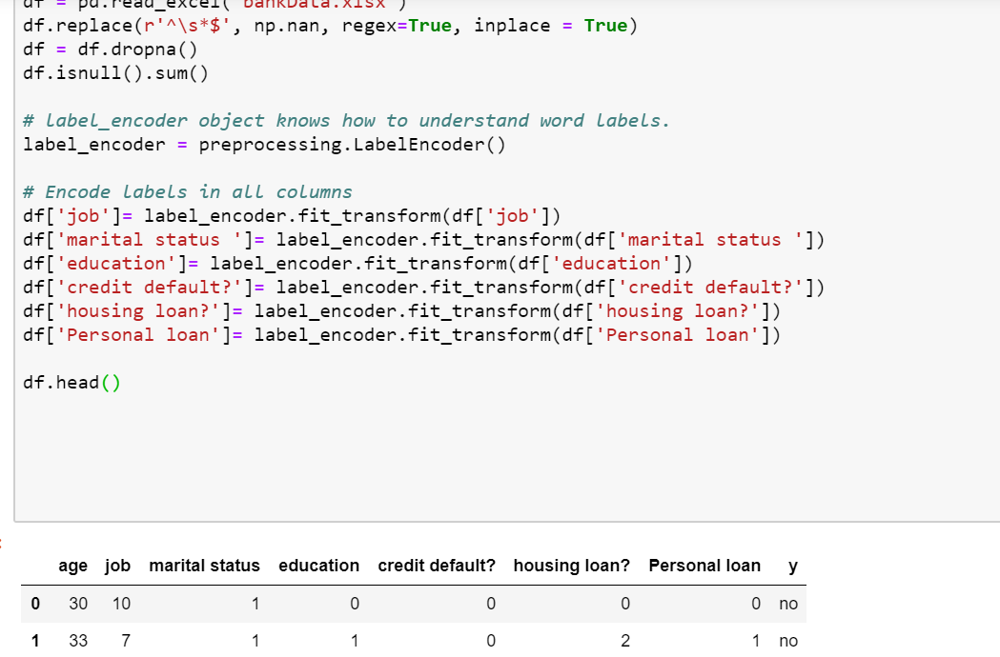 df = pd.read_excel( "bankData.xlsx")
df.replace(r'^\s*$', np.nan, regex=True, inplace = True)
df = df.dropna()
df.isnull().sum()
# label_encoder object knows how to understand word labels.
label_encoder = preprocessing.LabelEncoder()
# Encode labels in all columns
df['job']= label_encoder.fit_transform(df['job'])
df['marital status ']= label_encoder.fit_transform(df['marital status '])
df['education']= label_encoder.fit_transform(df['education'])
df['credit default?']= label_encoder.fit_transform(df['credit default?'])
df['housing loan?']= label_encoder.fit_transform(df['housing loan?'])
df['Personal loan']= label_encoder.fit_transform(df['Personal loan'])
df.head()
age job marital status education credit default? housing loan? Personal loan y
0 30 10 1 0 0 0 0 no
1 33 7 1 1 0 2 1 no